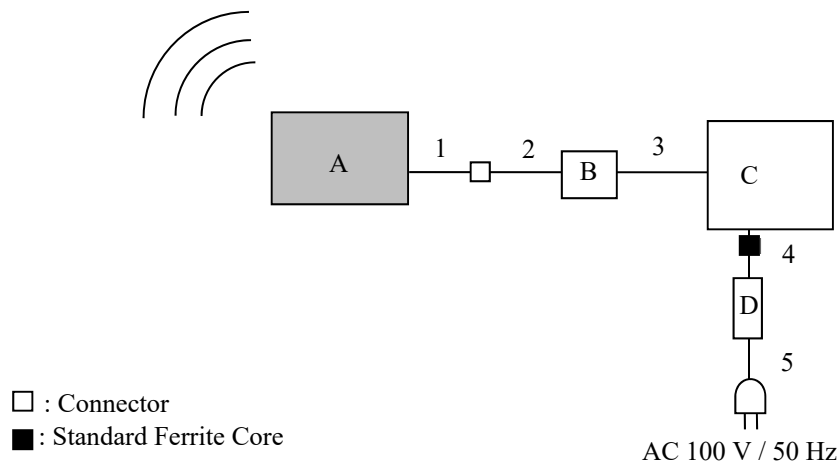 1
2
3
A
B
C
4
D
5
: Connector
: Standard Ferrite Core
AC 100 V / 50 Hz